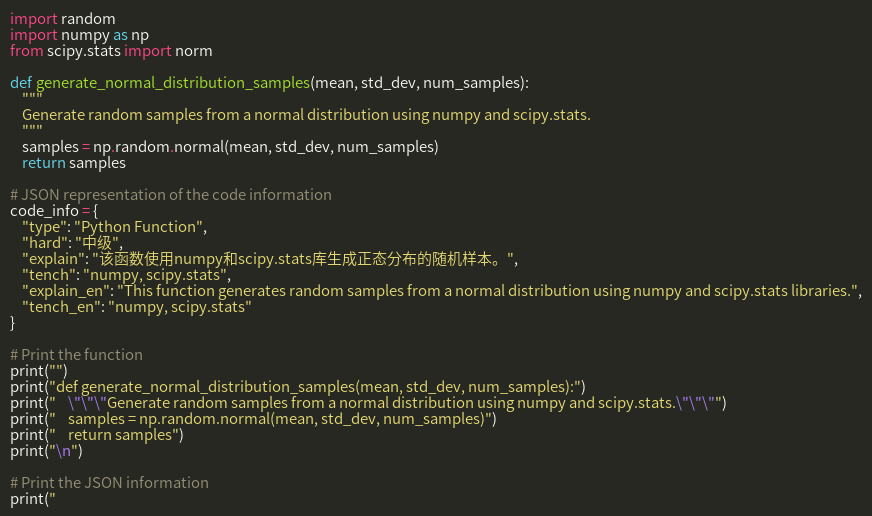 import random
import numpy as np
from scipy.stats import norm

def generate_normal_distribution_samples(mean, std_dev, num_samples):
    """
    Generate random samples from a normal distribution using numpy and scipy.stats.
    """
    samples = np.random.normal(mean, std_dev, num_samples)
    return samples

# JSON representation of the code information
code_info = {
    "type": "Python Function",
    "hard": "中级",
    "explain": "该函数使用numpy和scipy.stats库生成正态分布的随机样本。",
    "tench": "numpy, scipy.stats",
    "explain_en": "This function generates random samples from a normal distribution using numpy and scipy.stats libraries.",
    "tench_en": "numpy, scipy.stats"
}

# Print the function
print("")
print("def generate_normal_distribution_samples(mean, std_dev, num_samples):")
print("    \"\"\"Generate random samples from a normal distribution using numpy and scipy.stats.\"\"\"")
print("    samples = np.random.normal(mean, std_dev, num_samples)")
print("    return samples")
print("\n")

# Print the JSON information
print("